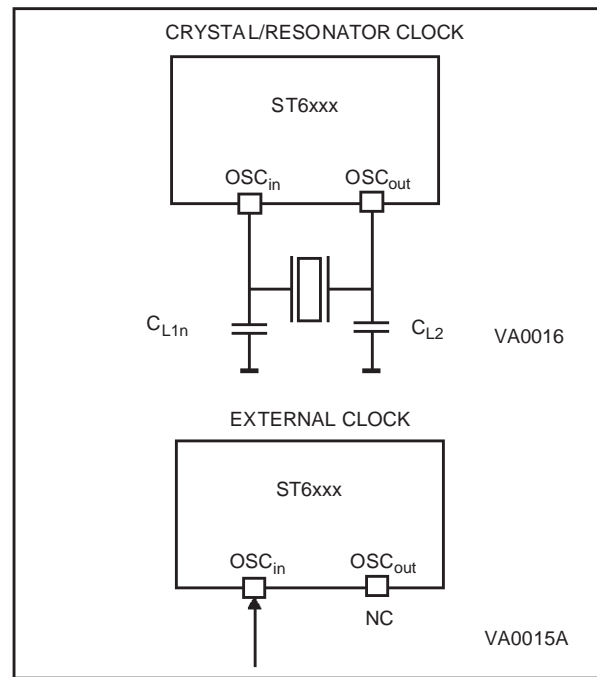 CRYSTAL/RESONATOR CLOCK
ST6xxx
OSCin OSCout
CL1n CL2
VA0016
EXTERNAL CLOCK
ST6xxx
OSCin OSCout
NC
VA0015A